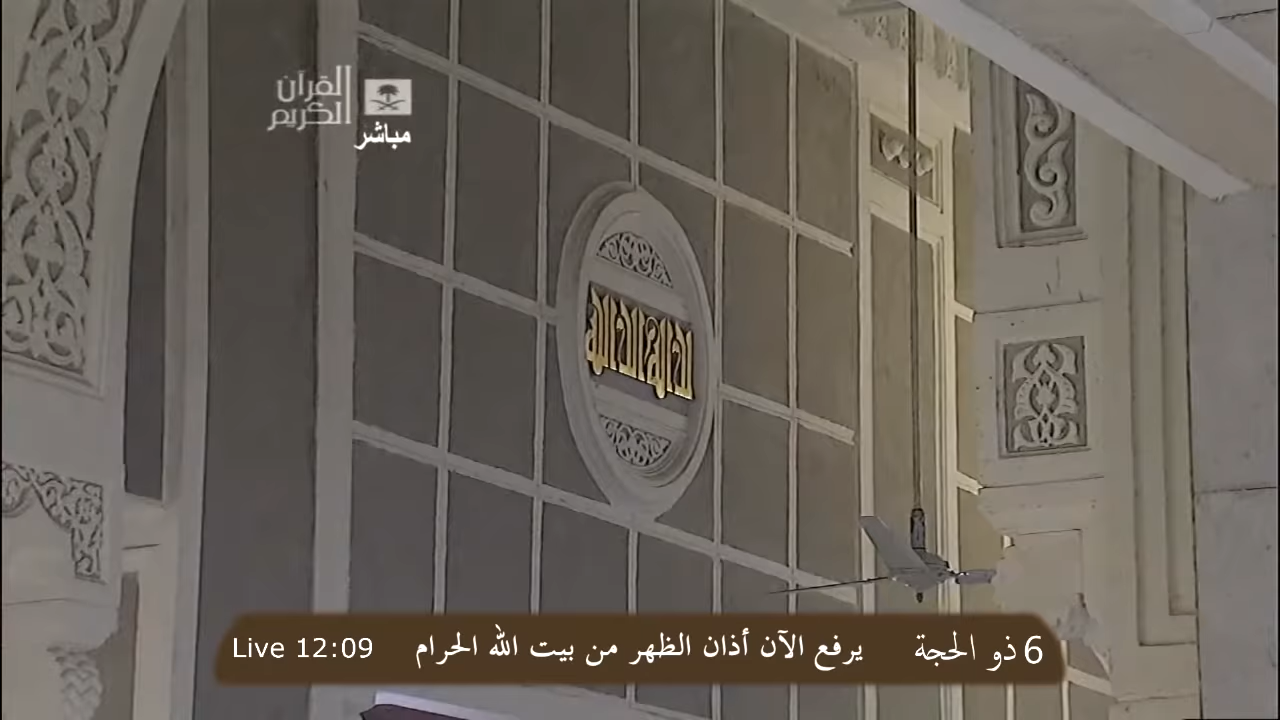 القرآن
الكريم
مباشر
6 ذو الحجة
يرفع الآن أذان الظهر من بيت الله الحرام
Live 12:09